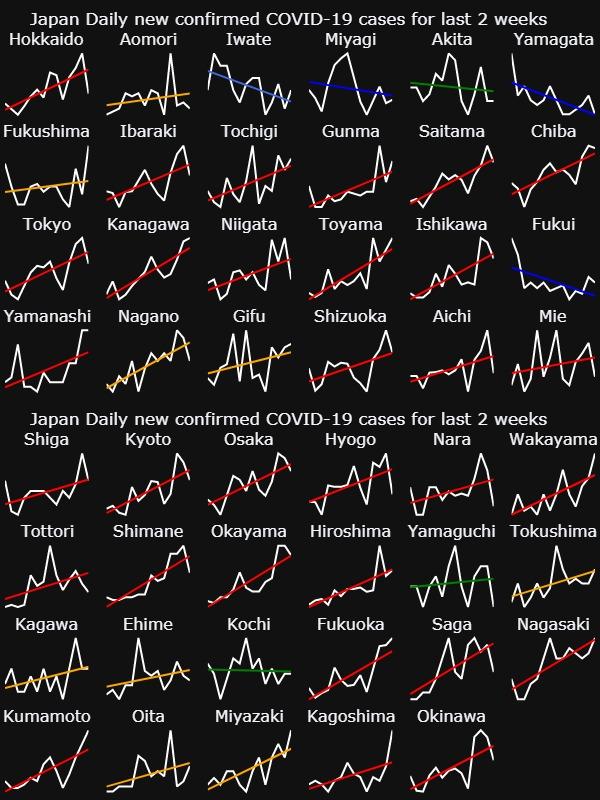 Japan Daily new confirmed COVID-19 cases for last 2 weeks
Hokkaido Aomori Iwate Miyagi Akita Yamagata
Fukushima Ibaraki Tochigi Gunma Saitama Chiba
Tokyo Kanagawa Niigata Toyama Ishikawa Fukui
Yamanashi Nagano Gifu Shizuoka Aichi Mie
Japan Daily new confirmed COVID-19 cases for last 2 weeks
Shiga Kyoto Osaka Hyogo Nara Wakayama
Tottori Shimane Okayama Hiroshima Yamaguchi Tokushima
Kagawa Ehime Kochi Fukuoka Saga Nagasaki
Kumamoto Oita Miyazaki Kagoshima Okinawa